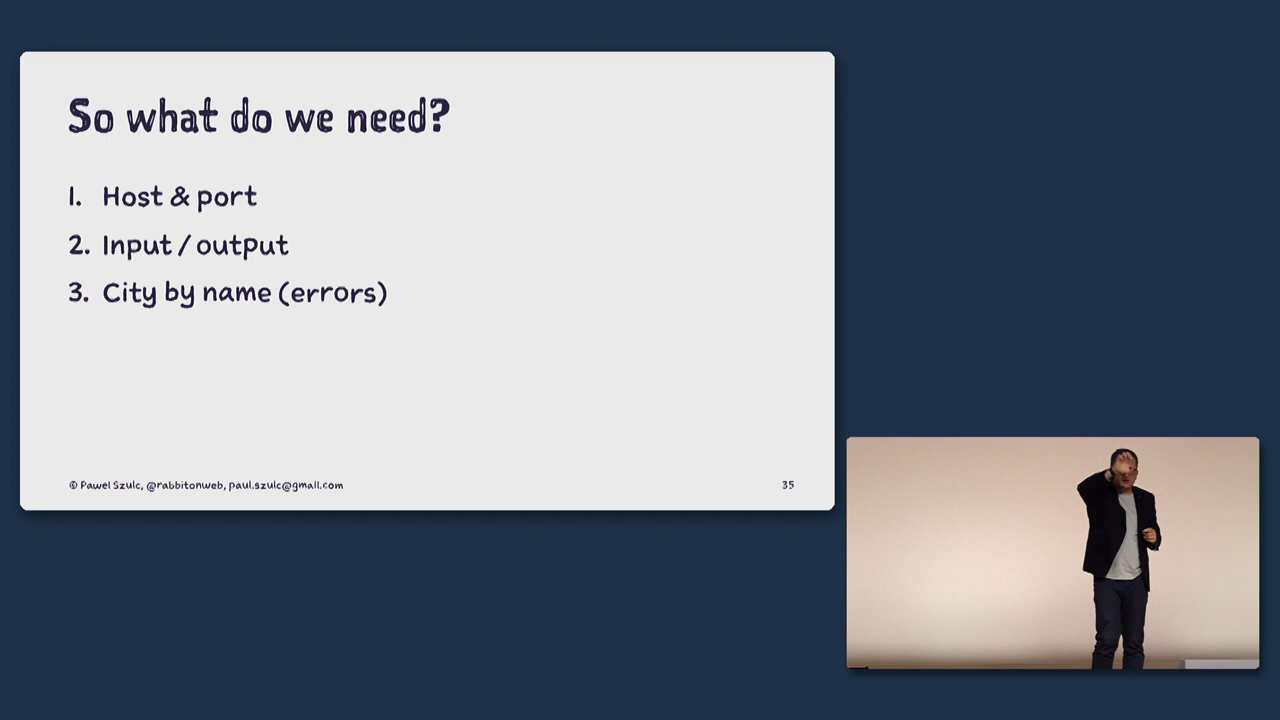 So what do we need?
1. Host & port
2. Input / output
3. City by name (errors)
© Pawel Szulc, @rabbitonweb, paul.szulc@gmail.com
35